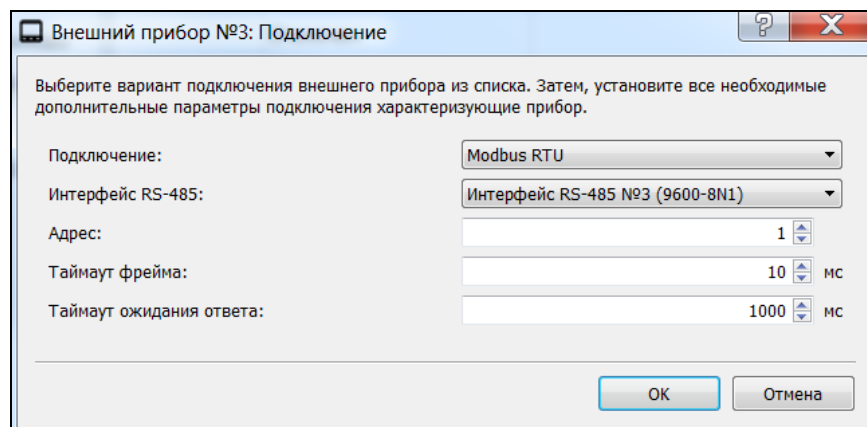 Внешний прибор №3: Подключение
Выберите вариант подключения внешнего прибора из списка. Затем, установите все необходимые
дополнительные параметры подключения характеризующие прибор.
Подключение: Modbus RTU
Интерфейс RS-485: Интерфейс RS-485 №3 (9600-8N1)
Адрес: 1
Таймаут фрейма: 10 мс
Таймаут ожидания ответа: 1000 мс
OK Отмена